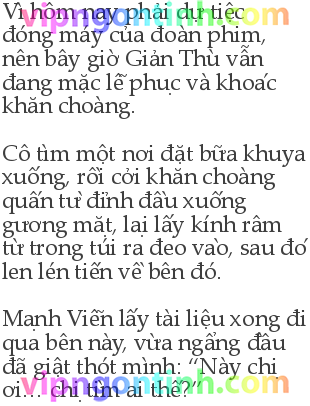 Vì hôm nay phải dự tiệc
vipngontinh.com
đóng máy của đoàn phim,
nên bây giờ Giản Thù vẫn
đang mặc lễ phục và khoác
khăn choàng.
Cô tìm một nơi đặt bữa khuya
xuống, rồi cởi khăn choàng
quấn từ đỉnh đầu xuống
gương mặt, lại lấy kính râm
từ trong túi ra đeo vào, sau đó
len lén tiến về bên đó.
Mạnh Viễn lấy tài liệu xong đi
qua bên này, vừa ngẩng đầu
đã giật thót mình: “Này chị
ơi... chị tìm ai thế?”
vipngontinh.com